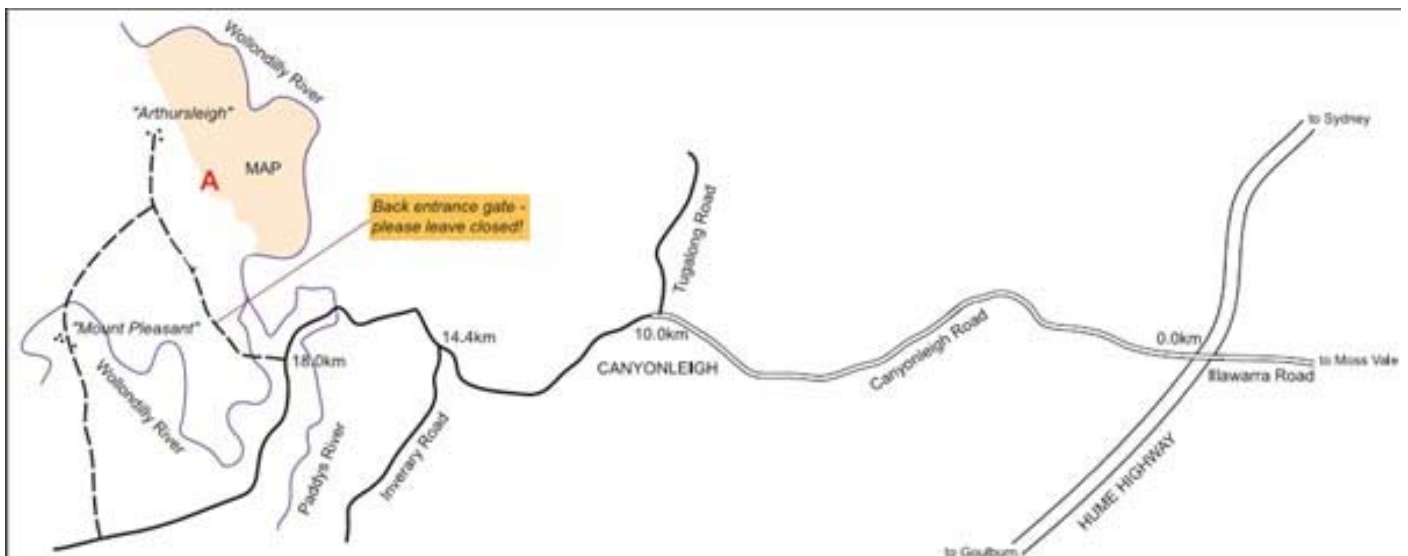 Wollondilly River
"Arthursleigh"
MAP
A
to Sydney
Back entrance gate -
please leave closed!
Tugalong Road
"Mount Pleasant"
14.4km
10.0km
0.0km
18.0km
CANYONLEIGH
Canyonleigh Road
to Moss Vale
Illawarra Road
Wollondilly River
Paddys River
Inverary Road
HUME HIGHWAY
to Goulburn